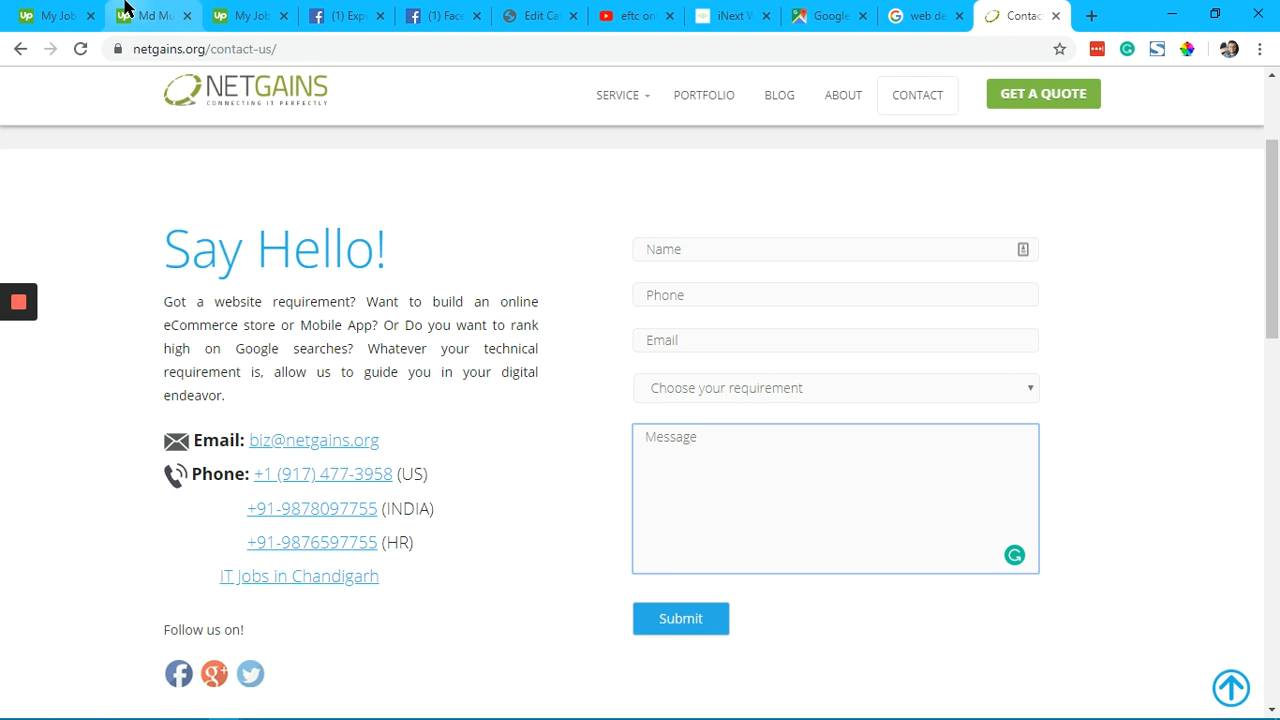 My Job
Md Mu
My Job
(1) Exp
(1) Face
Edit Ca
eftc on
iNext W
Google
web de
Contac
netgains.org/contact-us/
NETGAINS
CONNECTING IT PERFECTLY
SERVICE
PORTFOLIO
BLOG
ABOUT
CONTACT
GET A QUOTE
Say Hello!
Got a website requirement? Want to build an online
eCommerce store or Mobile App? Or Do you want to rank
high on Google searches? Whatever your technical
requirement is, allow us to guide you in your digital
endeavor.
Email: biz@netgains.org
Phone: +1 (917) 477-3958 (US)
+91-9878097755 (INDIA)
+91-9876597755 (HR)
IT Jobs in Chandigarh
Follow us on!
Name
Phone
Email
Choose your requirement
Message
Submit